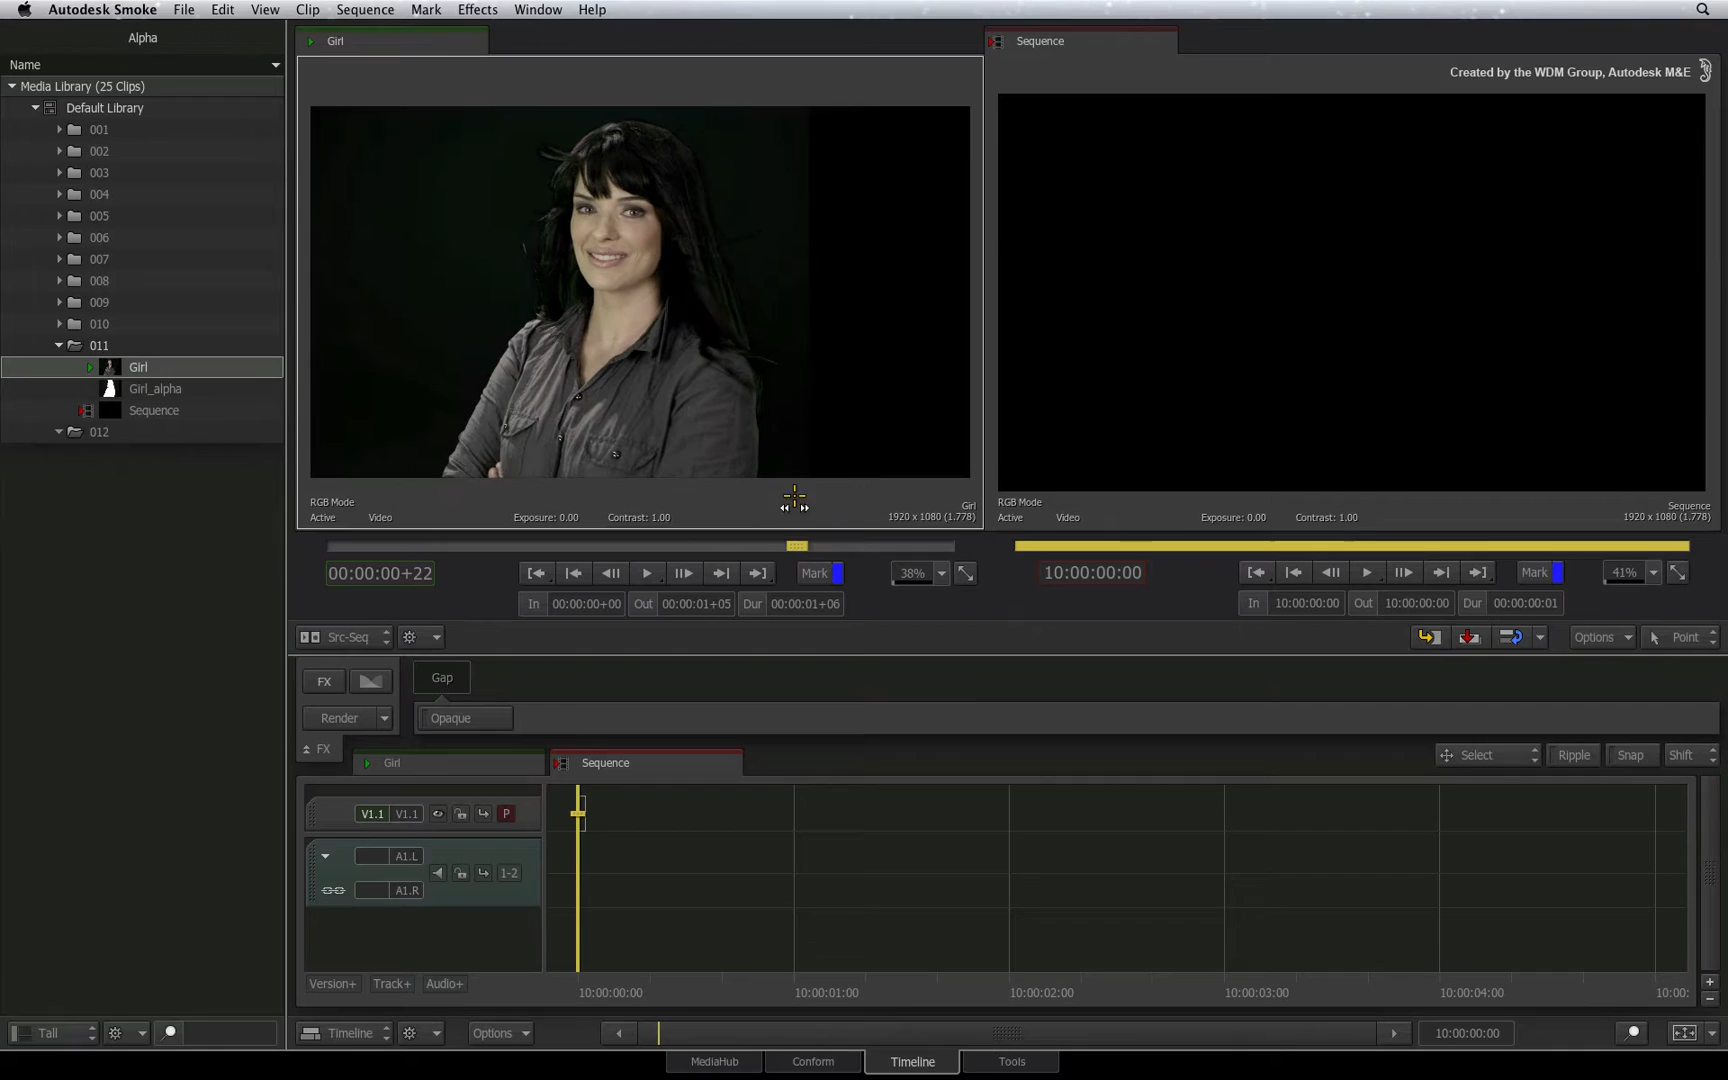 Autodesk Smoke File Edit View Clip Sequence Mark Effects Window Help
Alpha
Name
Media Library (25 Clips)
Default Library
001
002
003
004
005
006
007
008
009
010
011
Girl
Girl_alpha
Sequence
012
Tall
Girl
RGB Mode
Active Video Exposure: 0.00 Contrast: 1.00
Girl
1920 x 1080 (1.778)
00:00:00+22
Mark
38%
In 00:00:00+00 Out 00:00:01+05 Dur 00:00:01+06
Sequence
Created by the WDM Group, Autodesk M&E
RGB Mode
Active Video Exposure: 0.00 Contrast: 1.00
Sequence
1920 x 1080 (1.778)
10:00:00:00
Mark
41%
In 10:00:00:00 Out 10:00:00:00 Dur 00:00:00:01
Src-Seq
Options
Point
FX
Gap
Render
Opaque
FX
Girl
Sequence
Select
Ripple
Snap
Shift
V1.1 V1.1 P
A1.L
1-2
A1.R
Version+ Track+ Audio+
10:00:00:00 10:00:01:00 10:00:02:00 10:00:03:00 10:00:04:00 10:00:
Timeline
Options
10:00:00:00
MediaHub Conform Timeline Tools